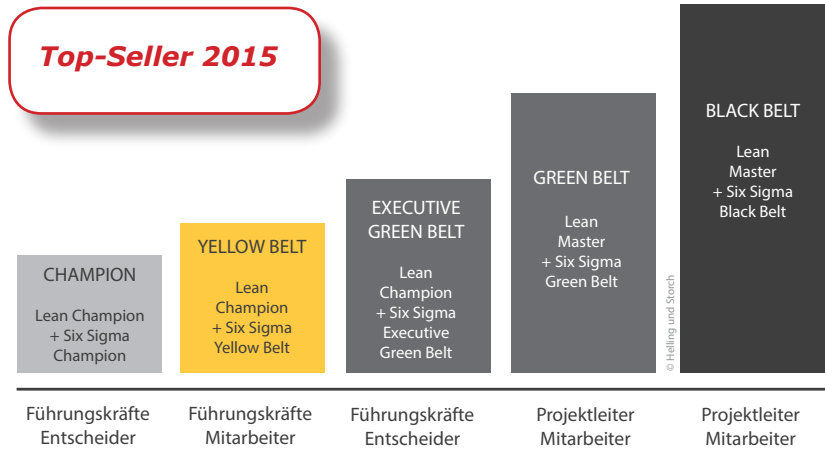 Top-Seller 2015
CHAMPION
Lean Champion
+ Six Sigma
Champion
YELLOW BELT
Lean
Champion
+ Six Sigma
Yellow Belt
EXECUTIVE
GREEN BELT
Lean
Champion
+ Six Sigma
Executive
Green Belt
GREEN BELT
Lean
Master
+ Six Sigma
Green Belt
BLACK BELT
Lean
Master
+ Six Sigma
Black Belt
© Helling und Storch
Führungskräfte
Entscheider
Führungskräfte
Mitarbeiter
Führungskräfte
Entscheider
Projektleiter
Mitarbeiter
Projektleiter
Mitarbeiter